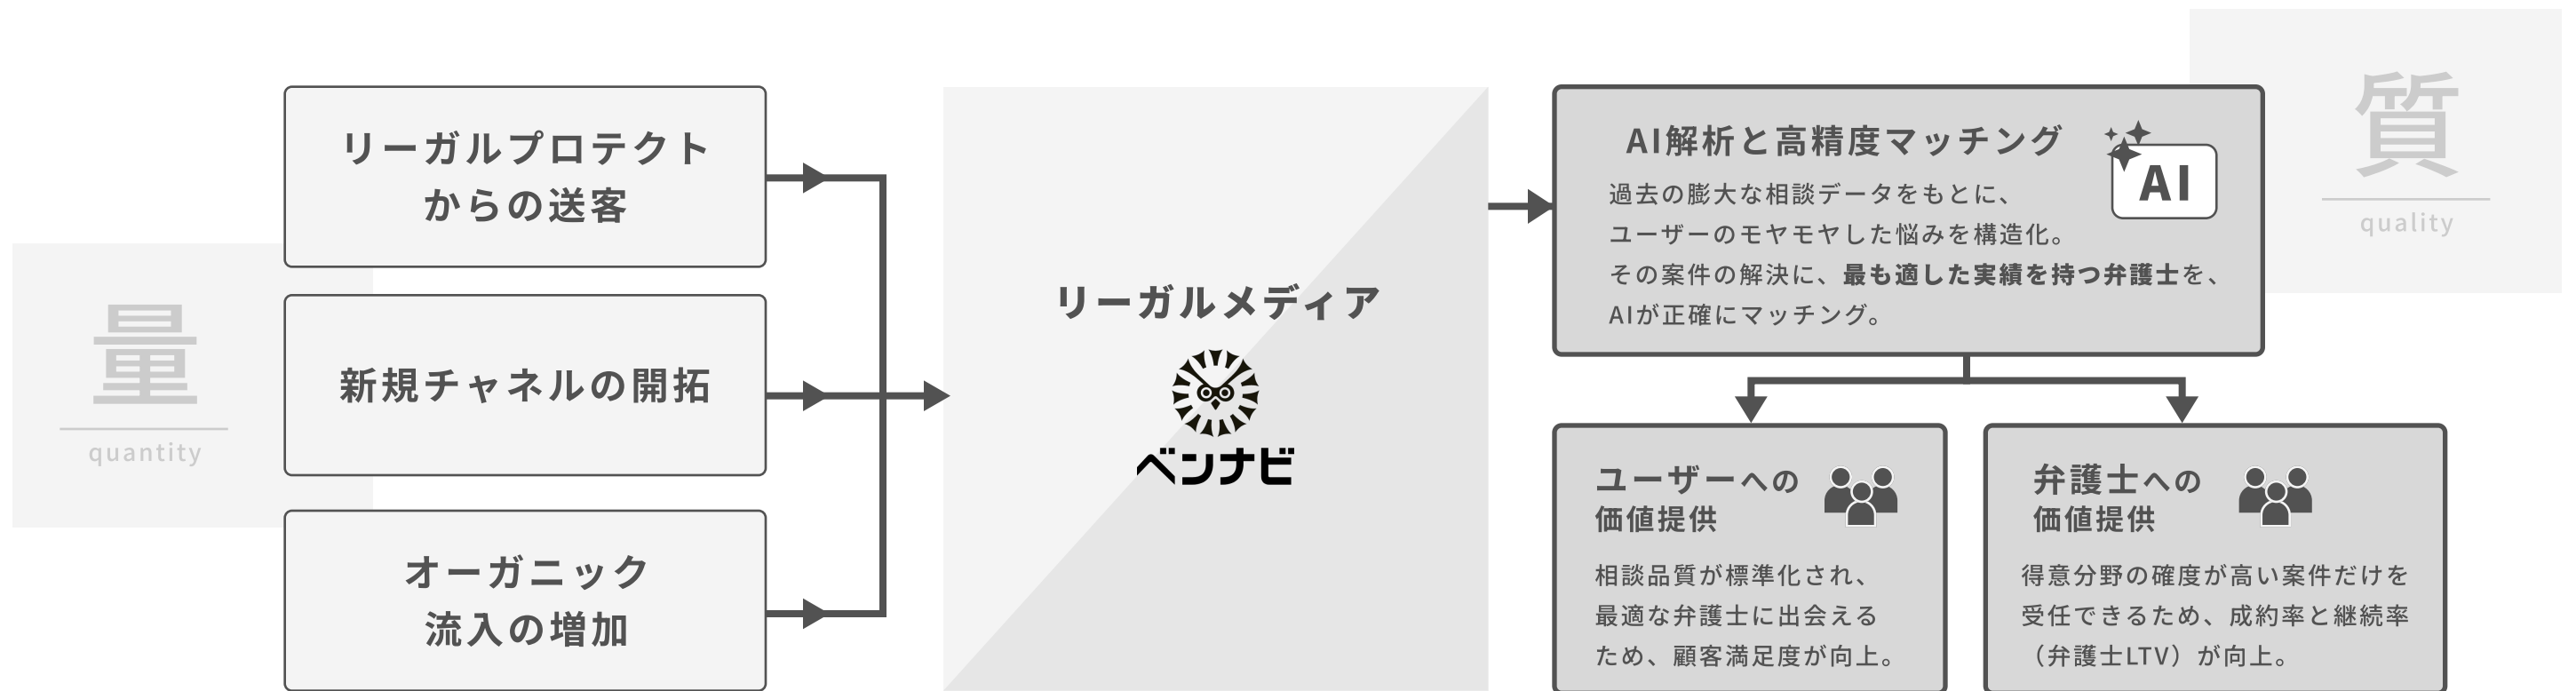 量
quantity
リーガルプロテクト
からの送客
新規チャネルの開拓
オーガニック
流入の増加
リーガルメディア
ベンナビ
質
quality
AI解析と高精度マッチング
AI
過去の膨大な相談データをもとに、
ユーザーのモヤモヤした悩みを構造化。
その案件の解決に、最も適した実績を持つ弁護士を、
AIが正確にマッチング。
ユーザーへの
価値提供
相談品質が標準化され、
最適な弁護士に出会える
ため、顧客満足度が向上。
弁護士への
価値提供
得意分野の確度が高い案件だけを
受任できるため、成約率と継続率
（弁護士LTV）が向上。